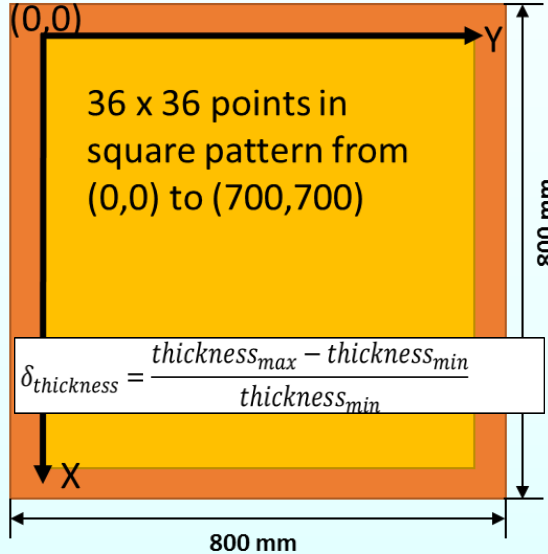 (0,0)
Y
36 x 36 points in
square pattern from
(0,0) to (700,700)
800 mm
δthickness = (thicknessmax − thicknessmin) / thicknessmin
X
800 mm